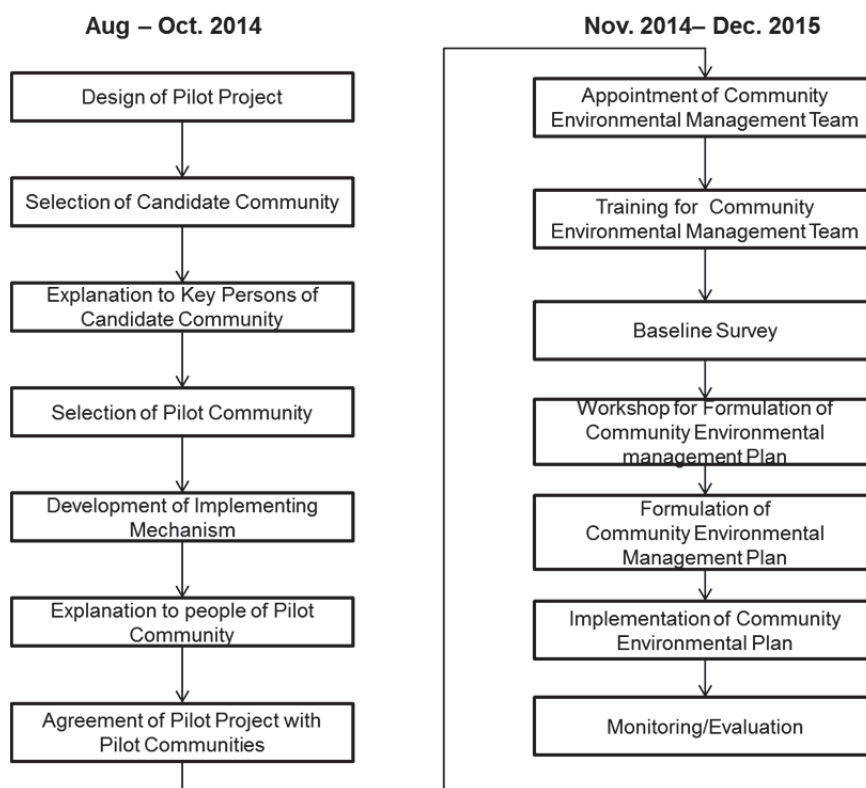 Aug – Oct. 2014
Design of Pilot Project
Selection of Candidate Community
Explanation to Key Persons of
Candidate Community
Selection of Pilot Community
Development of Implementing
Mechanism
Explanation to people of Pilot
Community
Agreement of Pilot Project with
Pilot Communities
Nov. 2014– Dec. 2015
Appointment of Community
Environmental Management Team
Training for Community
Environmental Management Team
Baseline Survey
Workshop for Formulation of
Community Environmental
management Plan
Formulation of
Community Environmental
Management Plan
Implementation of Community
Environmental Plan
Monitoring/Evaluation